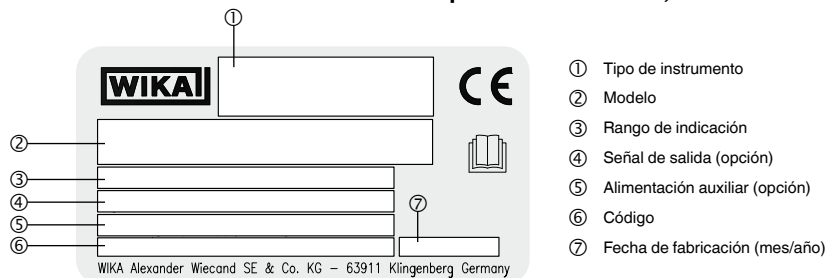 ①
WIKAI
CE
②
③
④
⑤
⑥
⑦
WIKA Alexander Wiecand SE & Co. KG – 63911 Klingenberg Germany
① Tipo de instrumento
② Modelo
③ Rango de indicación
④ Señal de salida (opción)
⑤ Alimentación auxiliar (opción)
⑥ Código
⑦ Fecha de fabricación (mes/año)